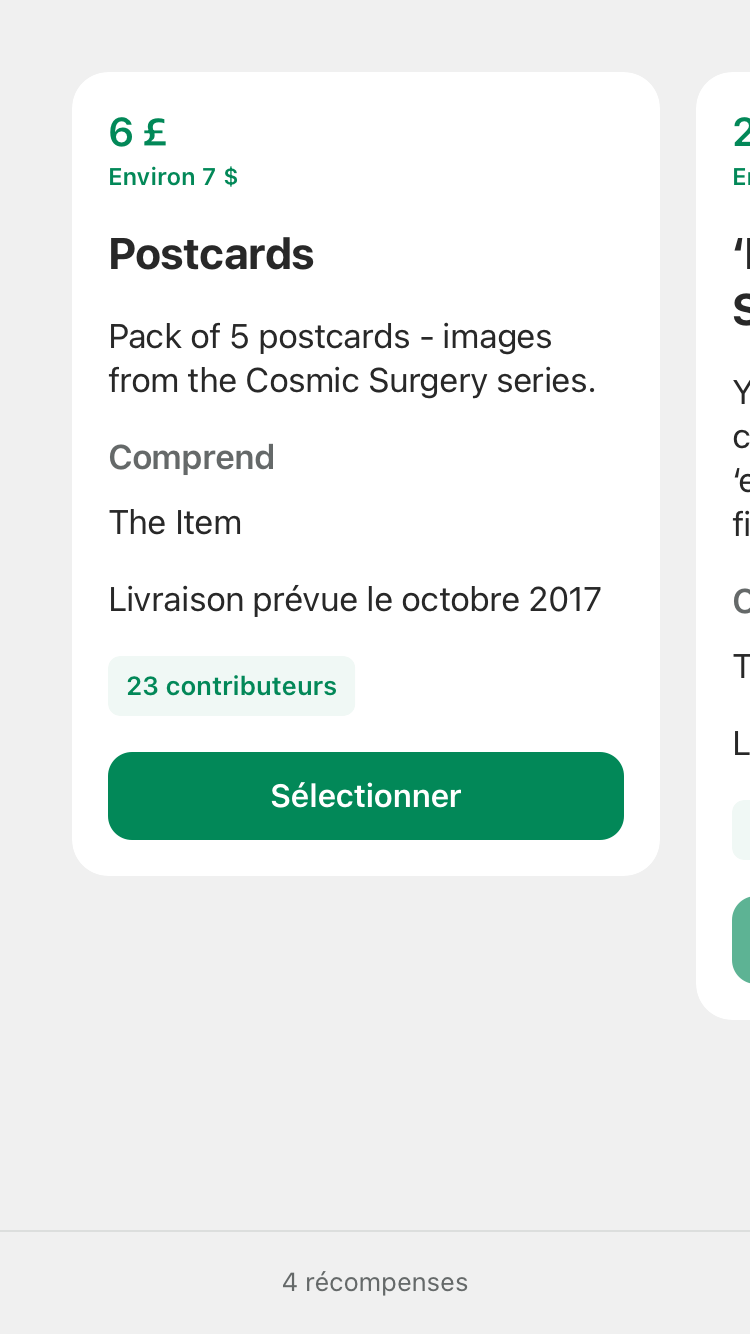 6 £
Environ 7 $
Postcards
Pack of 5 postcards - images
from the Cosmic Surgery series.
Comprend
The Item
Livraison prévue le octobre 2017
23 contributeurs
Sélectionner
4 récompenses